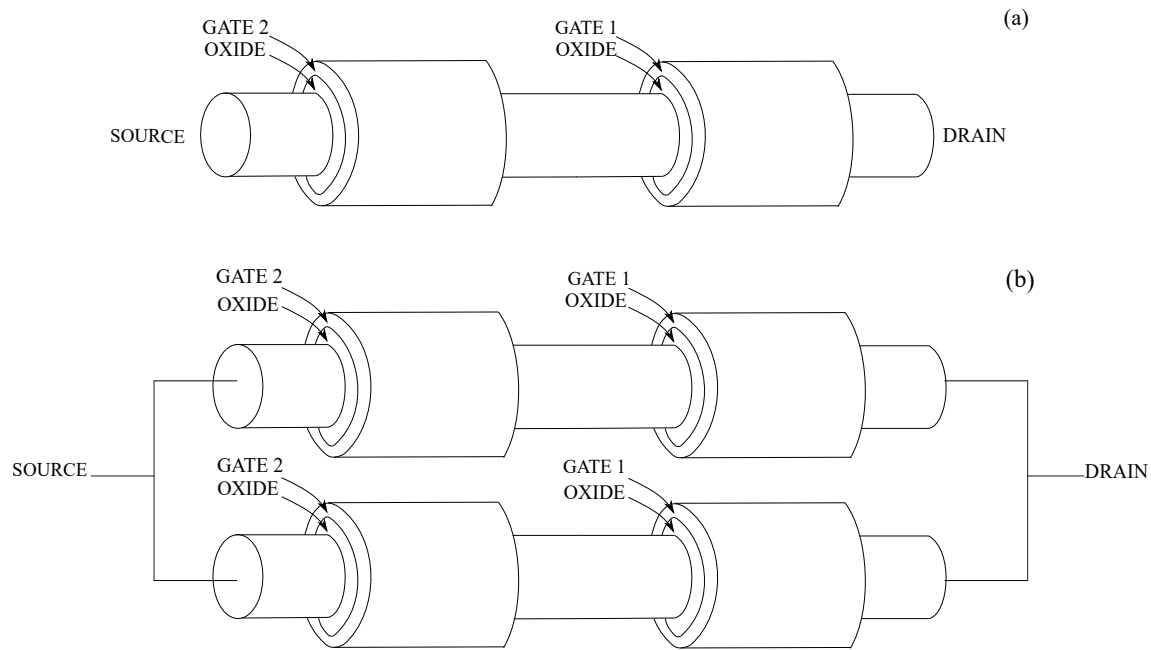 (a)
GATE 2
OXIDE
GATE 1
OXIDE
SOURCE
DRAIN
(b)
GATE 2
OXIDE
GATE 1
OXIDE
SOURCE
DRAIN
GATE 2
OXIDE
GATE 1
OXIDE